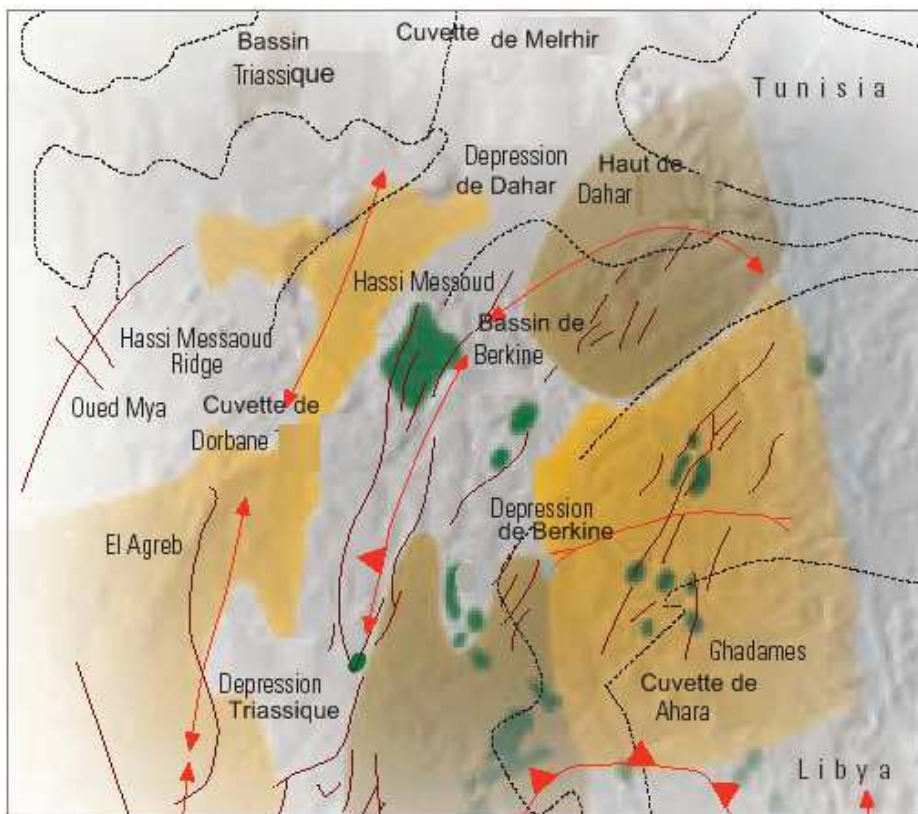 Bassin
Triassique
Cuvette
de Melrhir
Tunisia
Depression
de Dahar
Haut de
Dahar
Hassi Messoud
Bassin de
Berkine
Hassi Messaoud
Ridge
Oued Mya
Cuvette de
Dorbane
Depression
de Berkine
El Agreb
Ghadames
Cuvette de
Ahara
Depression
Triassique
Libya